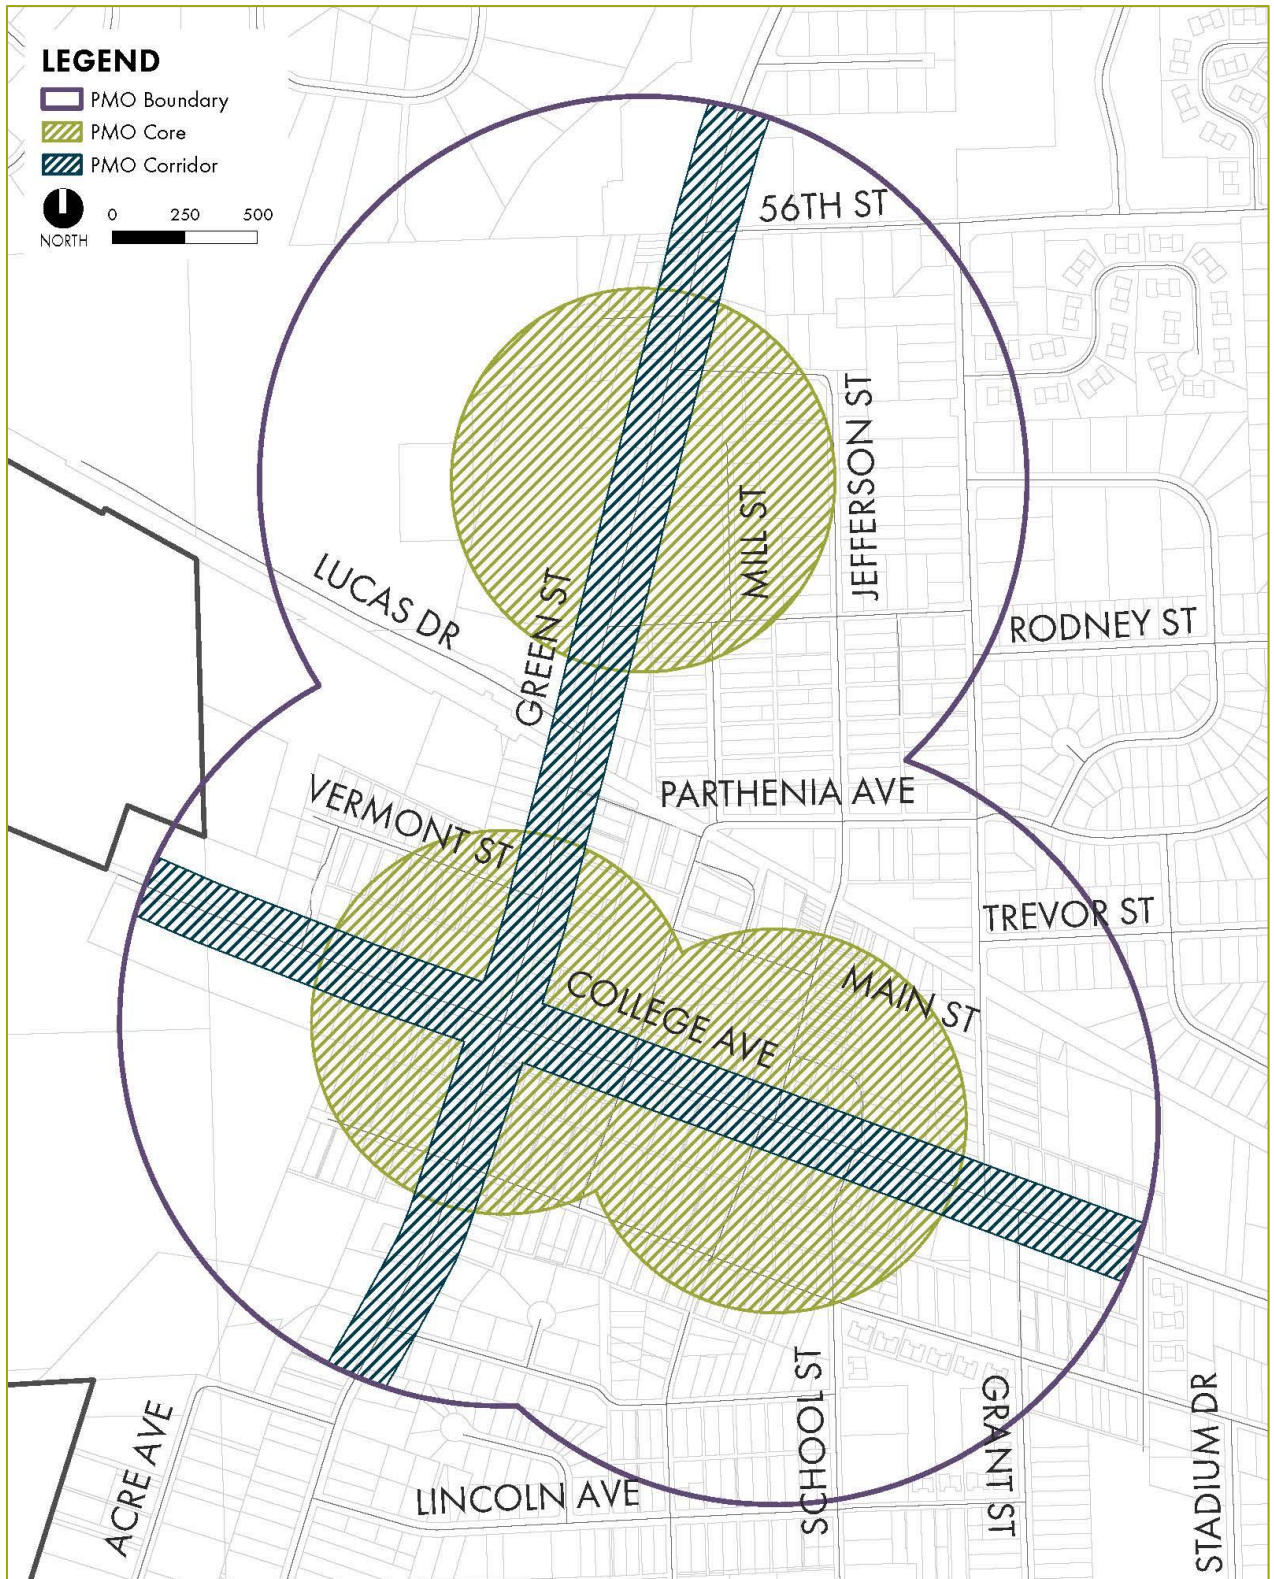 LEGEND
PMO Boundary
PMO Core
PMO Corridor
0 250 500
NORTH
56TH ST
JEFFERSON ST
MILL ST
LUCAS DR
GREEN ST
RODNEY ST
VERMONT ST
PARTHENIA AVE
TREVOR ST
MAIN ST
COLLEGE AVE
SCHOOL ST
GRANT ST
STADIUM DR
ACRE AVE
LINCOLN AVE